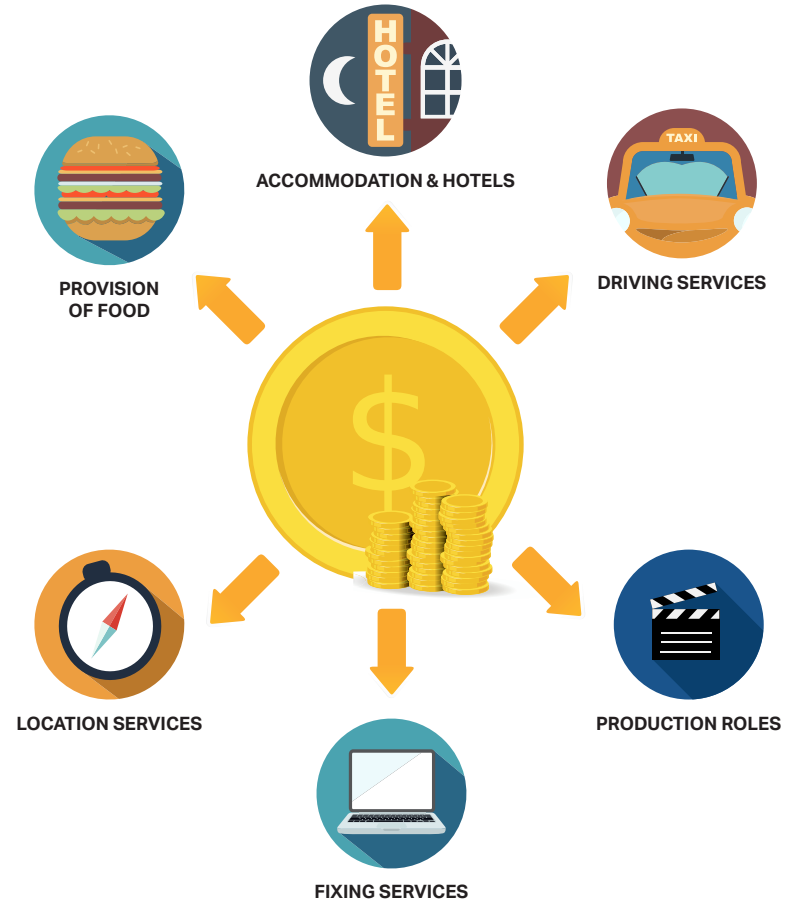 HOTEL
ACCOMMODATION & HOTELS
TAXI
DRIVING SERVICES
PROVISION
OF FOOD
$
LOCATION SERVICES
PRODUCTION ROLES
FIXING SERVICES